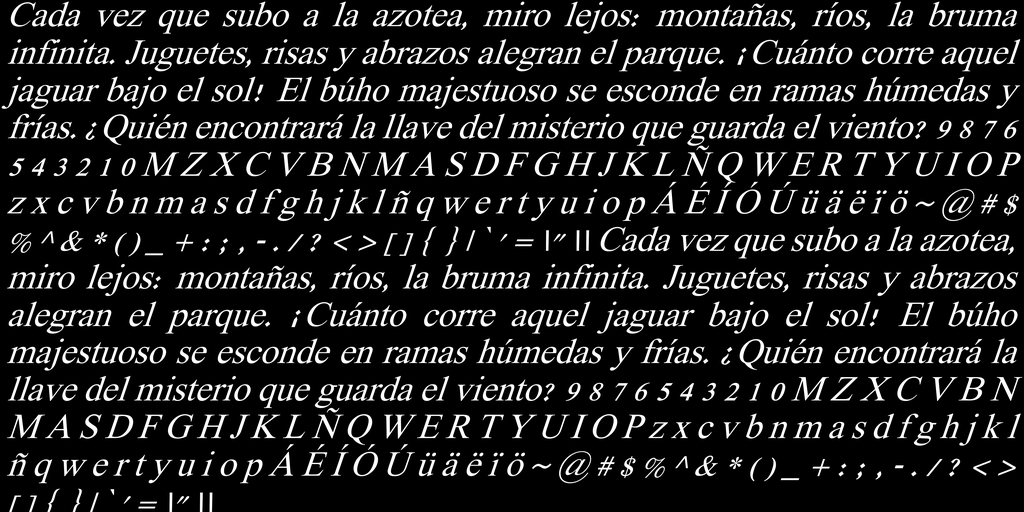 Cada vez que subo a la azotea, miro lejos: montañas, ríos, la bruma
infinita. Juguetes, risas y abrazos alegran el parque. ¡Cuánto corre aquel
jaguar bajo el sol! El búho majestuoso se esconde en ramas húmedas y
frías. ¿Quién encontrará la llave del misterio que guarda el viento? 9 8 7 6
5 4 3 2 1 0 M Z X C V B N M A S D F G H J K L Ñ Q W E R T Y U I O P
z x c v b n m a s d f g h j k l ñ q w e r t y u i o p Á É Í Ó Ú ü ä ë ï ö ~ @ # $
% ^ & * ( ) _ + : ; , - . / ? < > [ ] { } | ` ' = \" \\ Cada vez que subo a la azotea,
miro lejos: montañas, ríos, la bruma infinita. Juguetes, risas y abrazos
alegran el parque. ¡Cuánto corre aquel jaguar bajo el sol! El búho
majestuoso se esconde en ramas húmedas y frías. ¿Quién encontrará la
llave del misterio que guarda el viento? 9 8 7 6 5 4 3 2 1 0 M Z X C V B N
M A S D F G H J K L Ñ Q W E R T Y U I O P z x c v b n m a s d f g h j k l
ñ q w e r t y u i o p Á É Í Ó Ú ü ä ë ï ö ~ @ # $ % ^ & * ( ) _ + : ; , - . / ? < >
[ ] { } | ` ' = \" \\